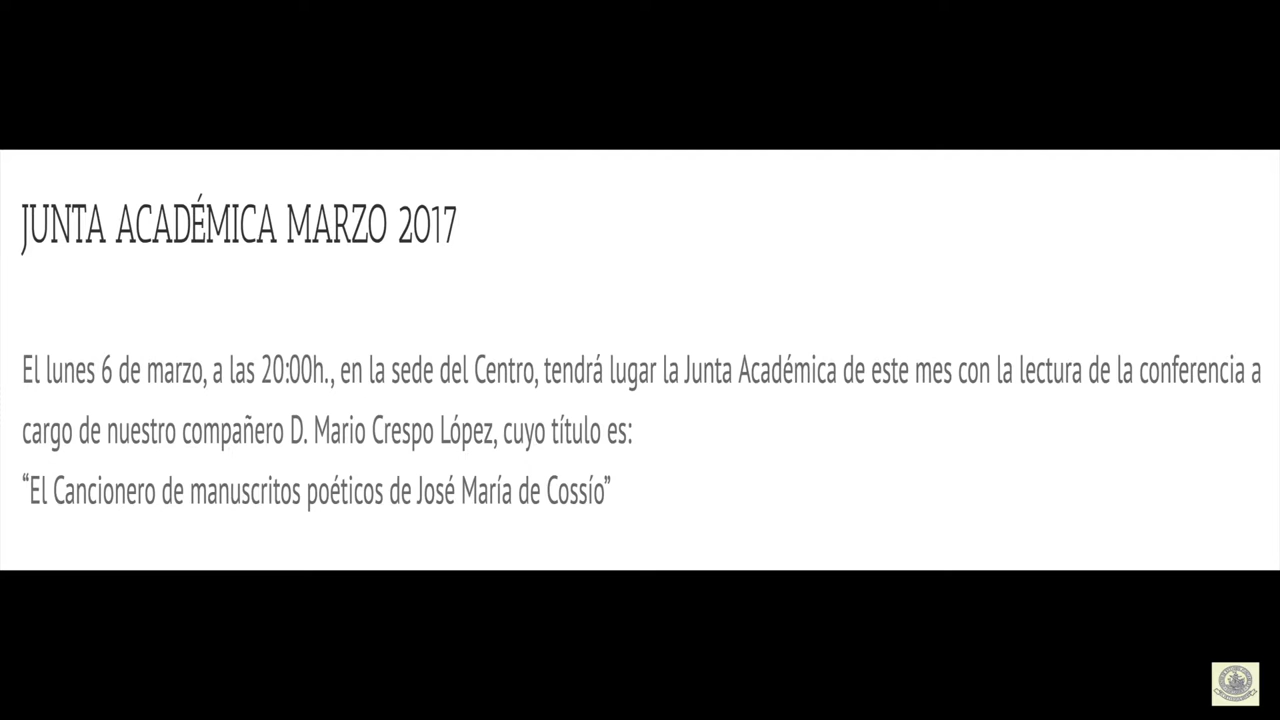 JUNTA ACADÉMICA MARZO 2017
El lunes 6 de marzo, a las 20:00h., en la sede del Centro, tendrá lugar la Junta Académica de este mes con la lectura de la conferencia a
cargo de nuestro compañero D. Mario Crespo López, cuyo título es:
“El Cancionero de manuscritos poéticos de José María de Cossío”